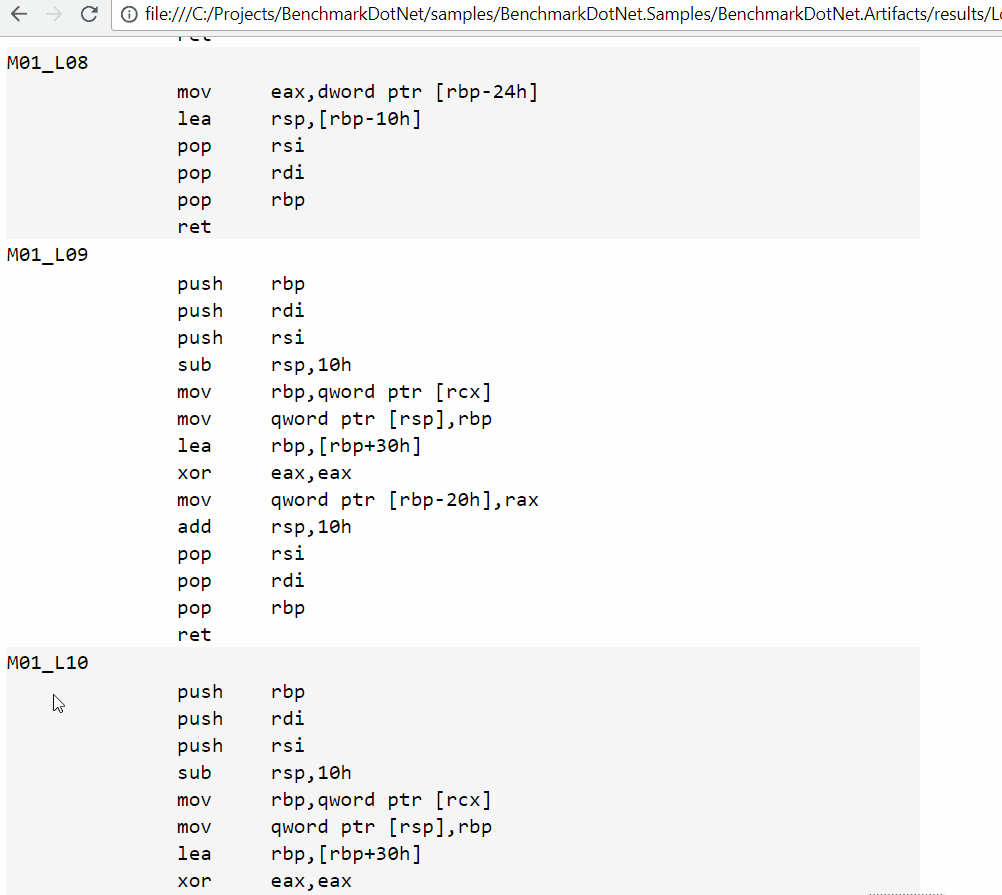 file:///C:/Projects/BenchmarkDotNet/samples/BenchmarkDotNet.Samples/BenchmarkDotNet.Artifacts/results/
ret
M01_L08
mov eax,dword ptr [rbp-24h]
lea rsp,[rbp-10h]
pop rsi
pop rdi
pop rbp
ret
M01_L09
push rbp
push rdi
push rsi
sub rsp,10h
mov rbp,qword ptr [rcx]
mov qword ptr [rsp],rbp
lea rbp,[rbp+30h]
xor eax,eax
mov qword ptr [rbp-20h],rax
add rsp,10h
pop rsi
pop rdi
pop rbp
ret
M01_L10
push rbp
push rdi
push rsi
sub rsp,10h
mov rbp,qword ptr [rcx]
mov qword ptr [rsp],rbp
lea rbp,[rbp+30h]
xor eax,eax